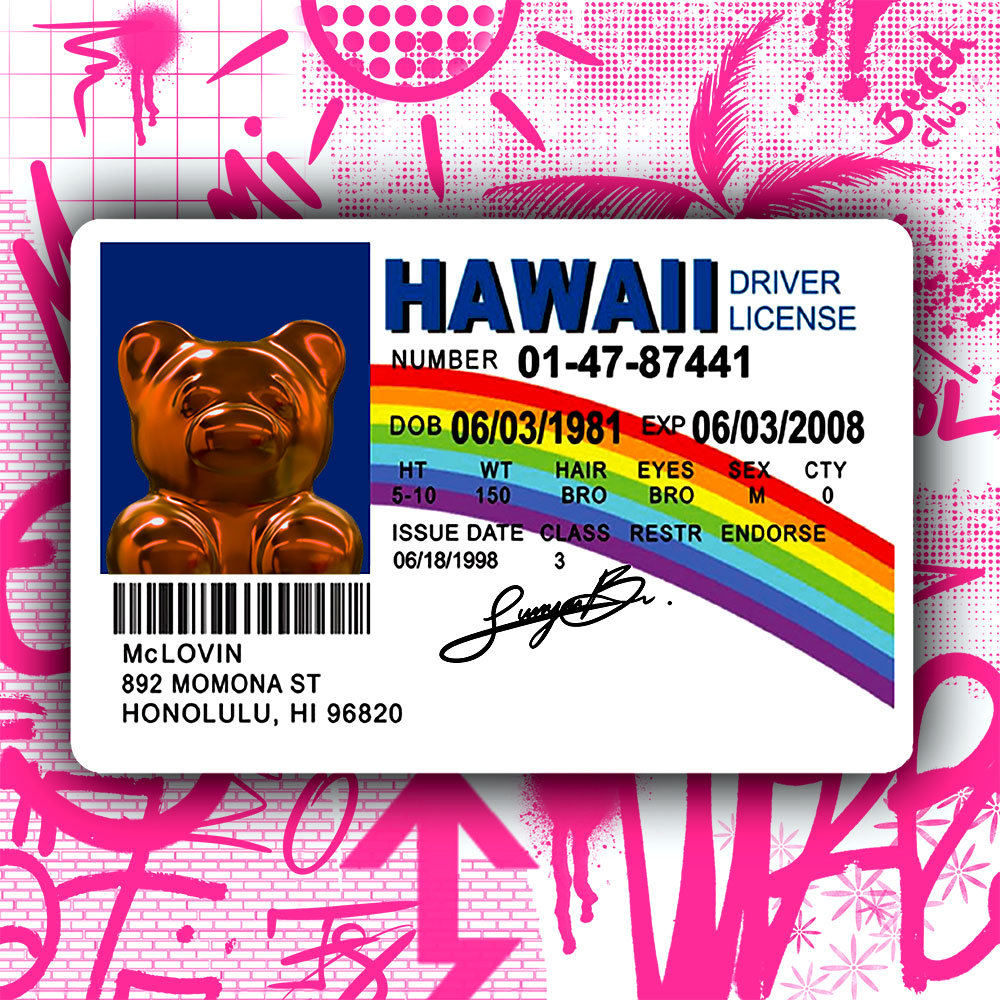 Beach
club
Mi
HAWAII DRIVER
LICENSE
NUMBER 01-47-87441
DOB 06/03/1981 EXP 06/03/2008
HT WT HAIR EYES SEX CTY
5-10 150 BRO BRO M 0
ISSUE DATE CLASS RESTR ENDORSE
06/18/1998 3
McLOVIN
892 MOMONA ST
HONOLULU, HI 96820